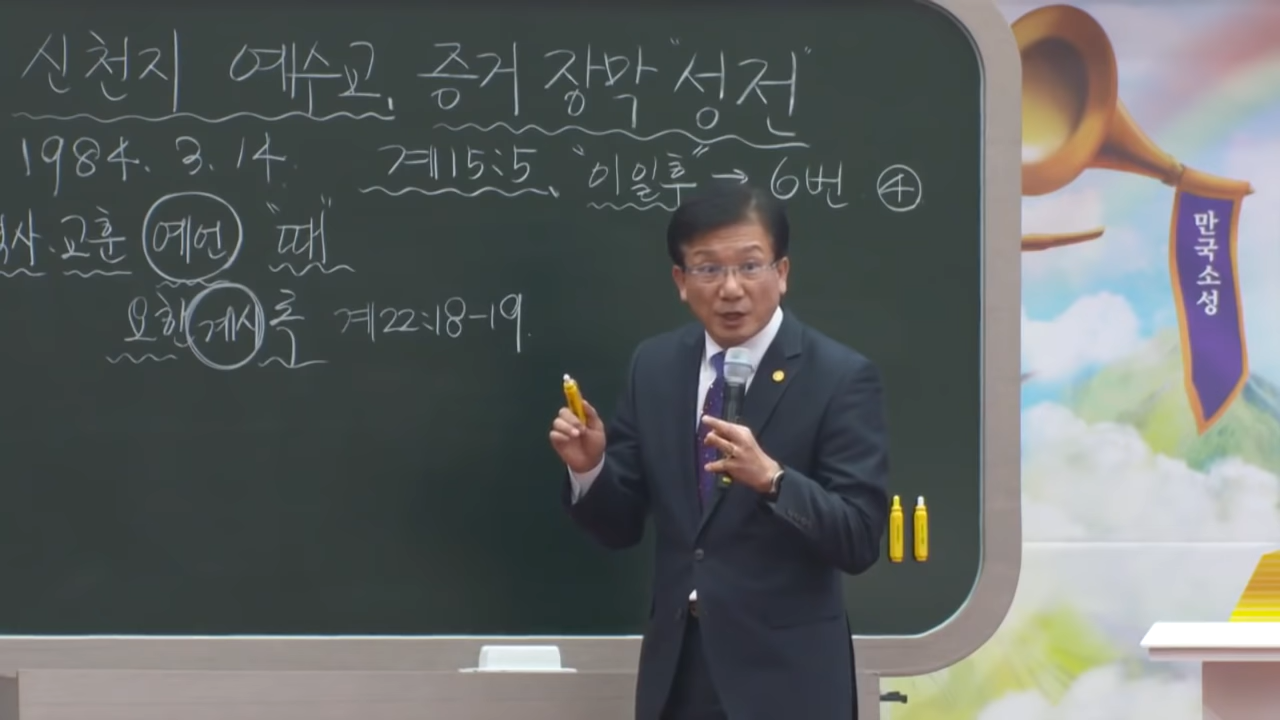 신천지 예수교, 증거 장막 "성전"
1984. 3. 14. 계15:5, "이일후" → 6번 ④
교훈 예언 "때"
요한계시록 계22:18-19.
만국소성